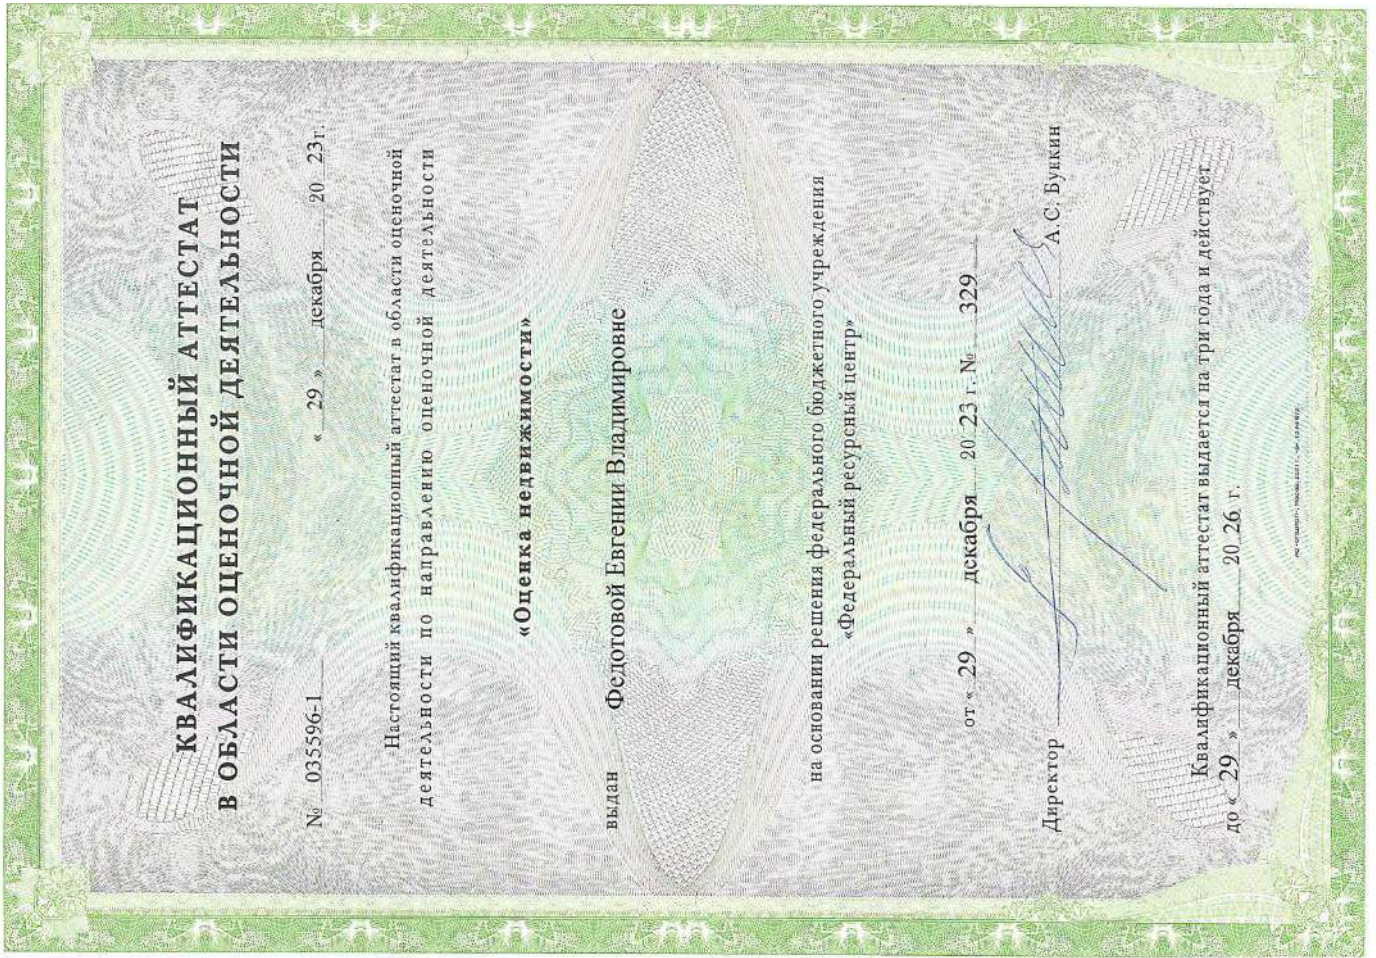 КВАЛИФИКАЦИОННЫЙ АТТЕСТАТ
В ОБЛАСТИ ОЦЕНОЧНОЙ ДЕЯТЕЛЬНОСТИ
№ 035596-1 « 29 » декабря 20 23г.
Настоящий квалификационный аттестат в области оценочной
деятельности по направлению оценочной деятельности
«Оценка недвижимости»
выдан Федотовой Евгении Владимировне
на основании решения федерального бюджетного учреждения
«Федеральный ресурсный центр»
от « 29 » декабря 20 23 г. № 329
Директор А.С. Бункин
Квалификационный аттестат выдается на три года и действует
до « 29 » декабря 20 26 г.